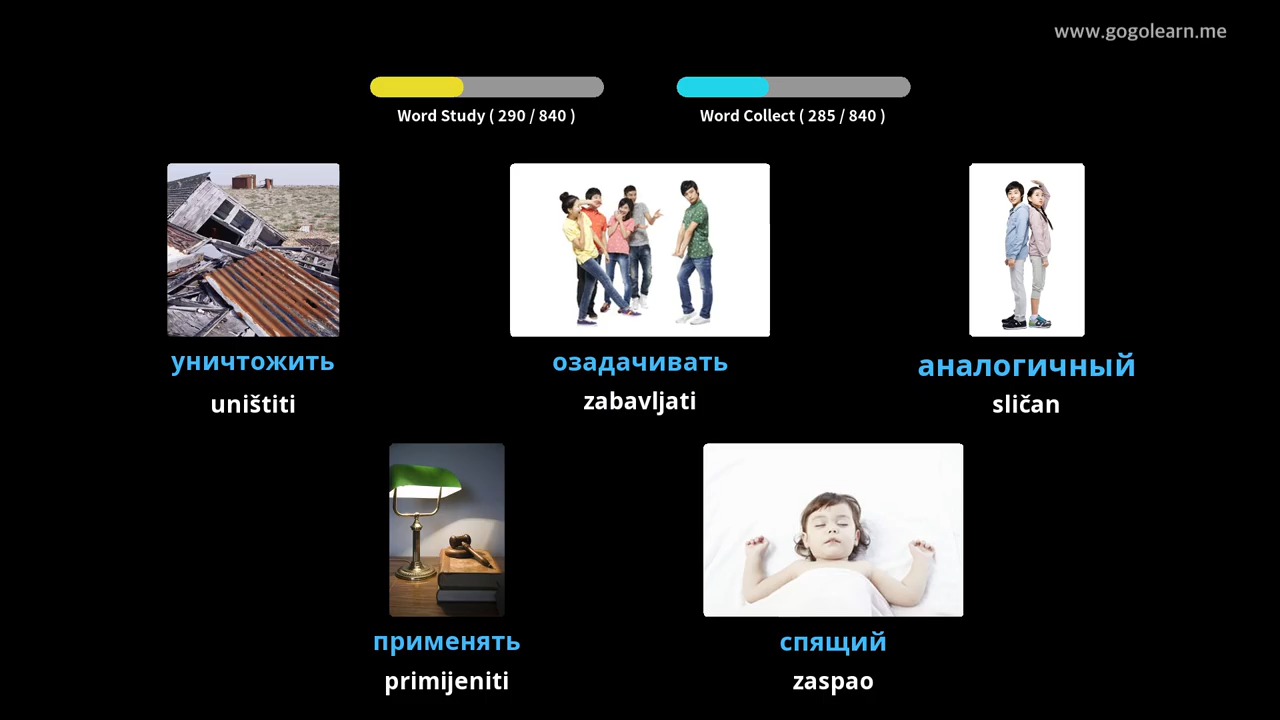 www.gogolearn.me
Word Study ( 290 / 840 )
Word Collect ( 285 / 840 )
уничтожить
uništiti
озадачивать
zabavljati
аналогичный
sličan
применять
primijeniti
спящий
zaspao